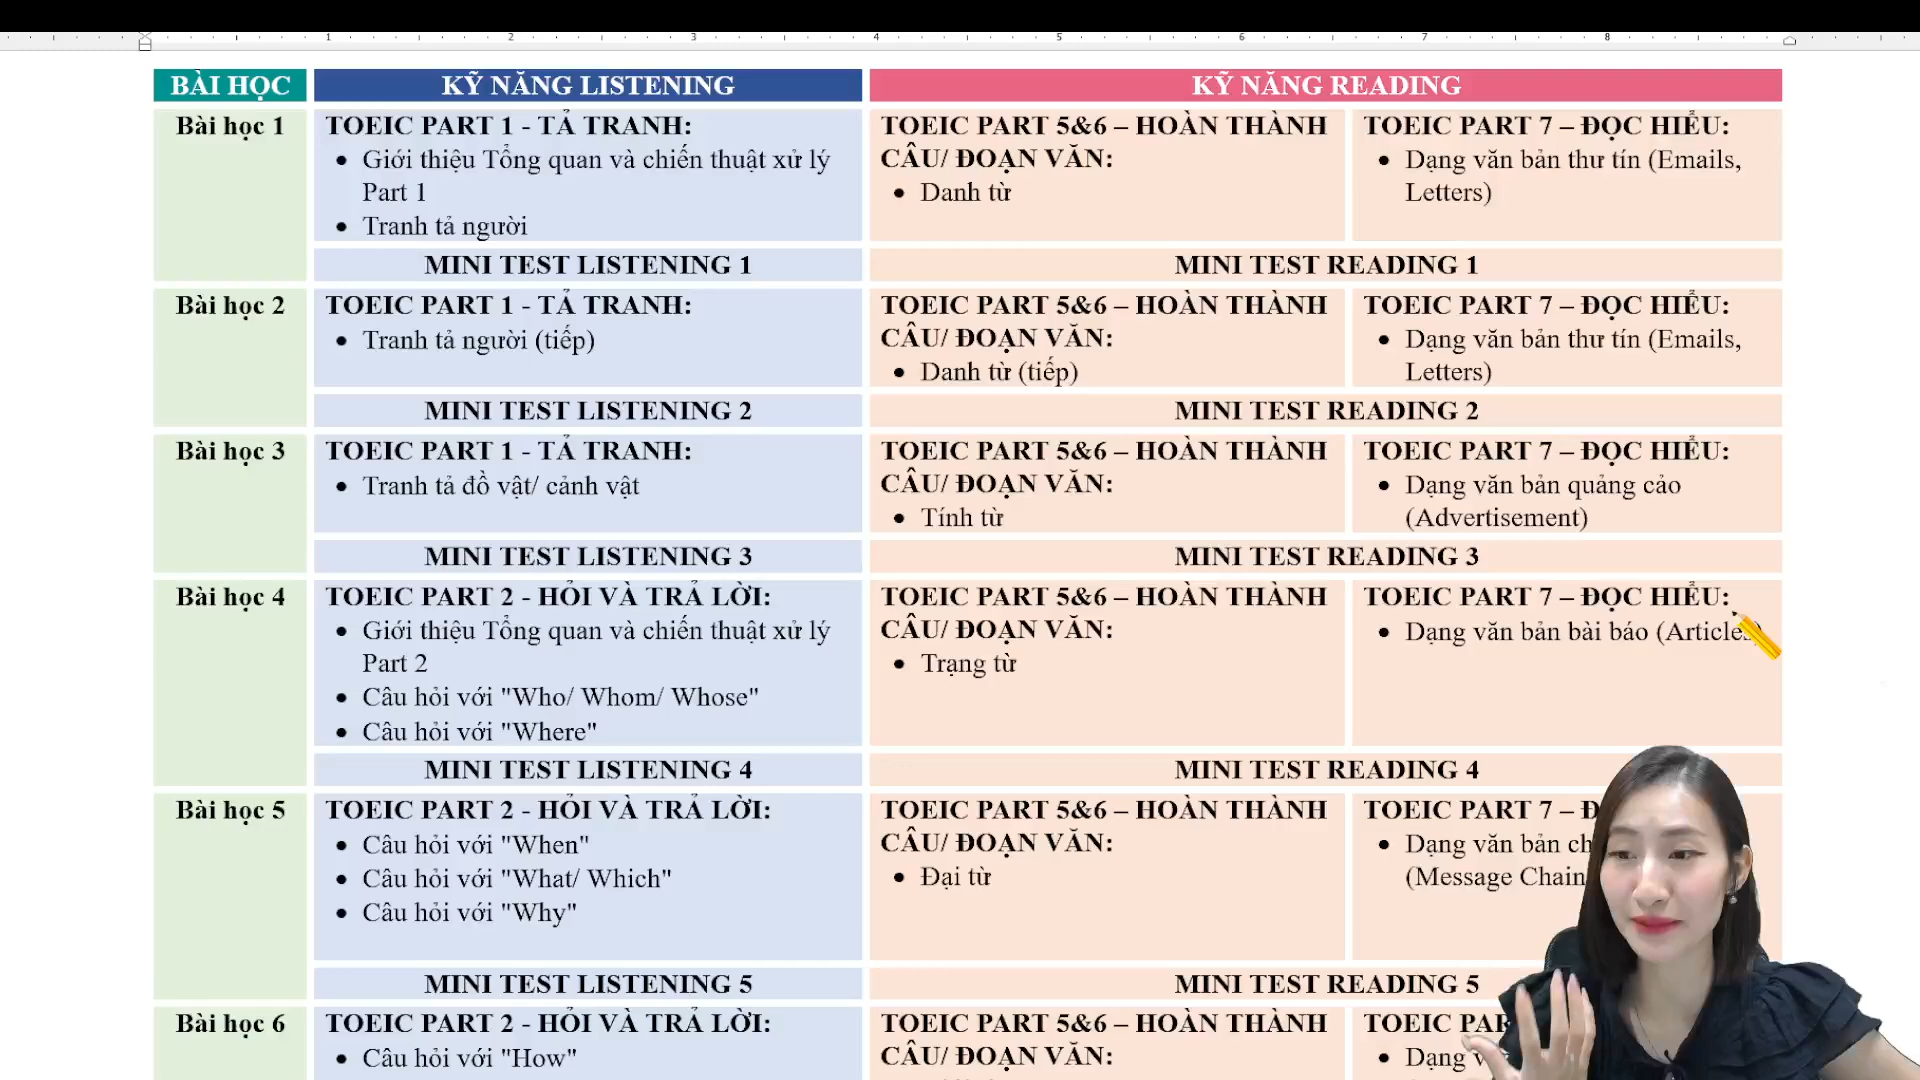 1 2 3 4 5 6 7 8
BÀI HỌC KỸ NĂNG LISTENING KỸ NĂNG READING
Bài học 1
TOEIC PART 1 - TẢ TRANH:
• Giới thiệu Tổng quan và chiến thuật xử lý
Part 1
• Tranh tả người
TOEIC PART 5&6 – HOÀN THÀNH
CÂU/ ĐOẠN VĂN:
• Danh từ
TOEIC PART 7 – ĐỌC HIỂU:
• Dạng văn bản thư tín (Emails,
Letters)
MINI TEST LISTENING 1
MINI TEST READING 1
Bài học 2
TOEIC PART 1 - TẢ TRANH:
• Tranh tả người (tiếp)
TOEIC PART 5&6 – HOÀN THÀNH
CÂU/ ĐOẠN VĂN:
• Danh từ (tiếp)
TOEIC PART 7 – ĐỌC HIỂU:
• Dạng văn bản thư tín (Emails,
Letters)
MINI TEST LISTENING 2
MINI TEST READING 2
Bài học 3
TOEIC PART 1 - TẢ TRANH:
• Tranh tả đồ vật/ cảnh vật
TOEIC PART 5&6 – HOÀN THÀNH
CÂU/ ĐOẠN VĂN:
• Tính từ
TOEIC PART 7 – ĐỌC HIỂU:
• Dạng văn bản quảng cảo
(Advertisement)
MINI TEST LISTENING 3
MINI TEST READING 3
Bài học 4
TOEIC PART 2 - HỎI VÀ TRẢ LỜI:
• Giới thiệu Tổng quan và chiến thuật xử lý
Part 2
• Câu hỏi với "Who/ Whom/ Whose"
• Câu hỏi với "Where"
TOEIC PART 5&6 – HOÀN THÀNH
CÂU/ ĐOẠN VĂN:
• Trạng từ
TOEIC PART 7 – ĐỌC HIỂU:
• Dạng văn bản bài báo (Articles)
MINI TEST LISTENING 4
MINI TEST READING 4
Bài học 5
TOEIC PART 2 - HỎI VÀ TRẢ LỜI:
• Câu hỏi với "When"
• Câu hỏi với "What/ Which"
• Câu hỏi với "Why"
TOEIC PART 5&6 – HOÀN THÀNH
CÂU/ ĐOẠN VĂN:
• Đại từ
TOEIC PART 7 –
• Dạng văn bản
(Message Chain
MINI TEST LISTENING 5
MINI TEST READING 5
Bài học 6
TOEIC PART 2 - HỎI VÀ TRẢ LỜI:
• Câu hỏi với "How"
TOEIC PART 5&6 – HOÀN THÀNH
CÂU/ ĐOẠN VĂN:
TOEIC
• Dạng